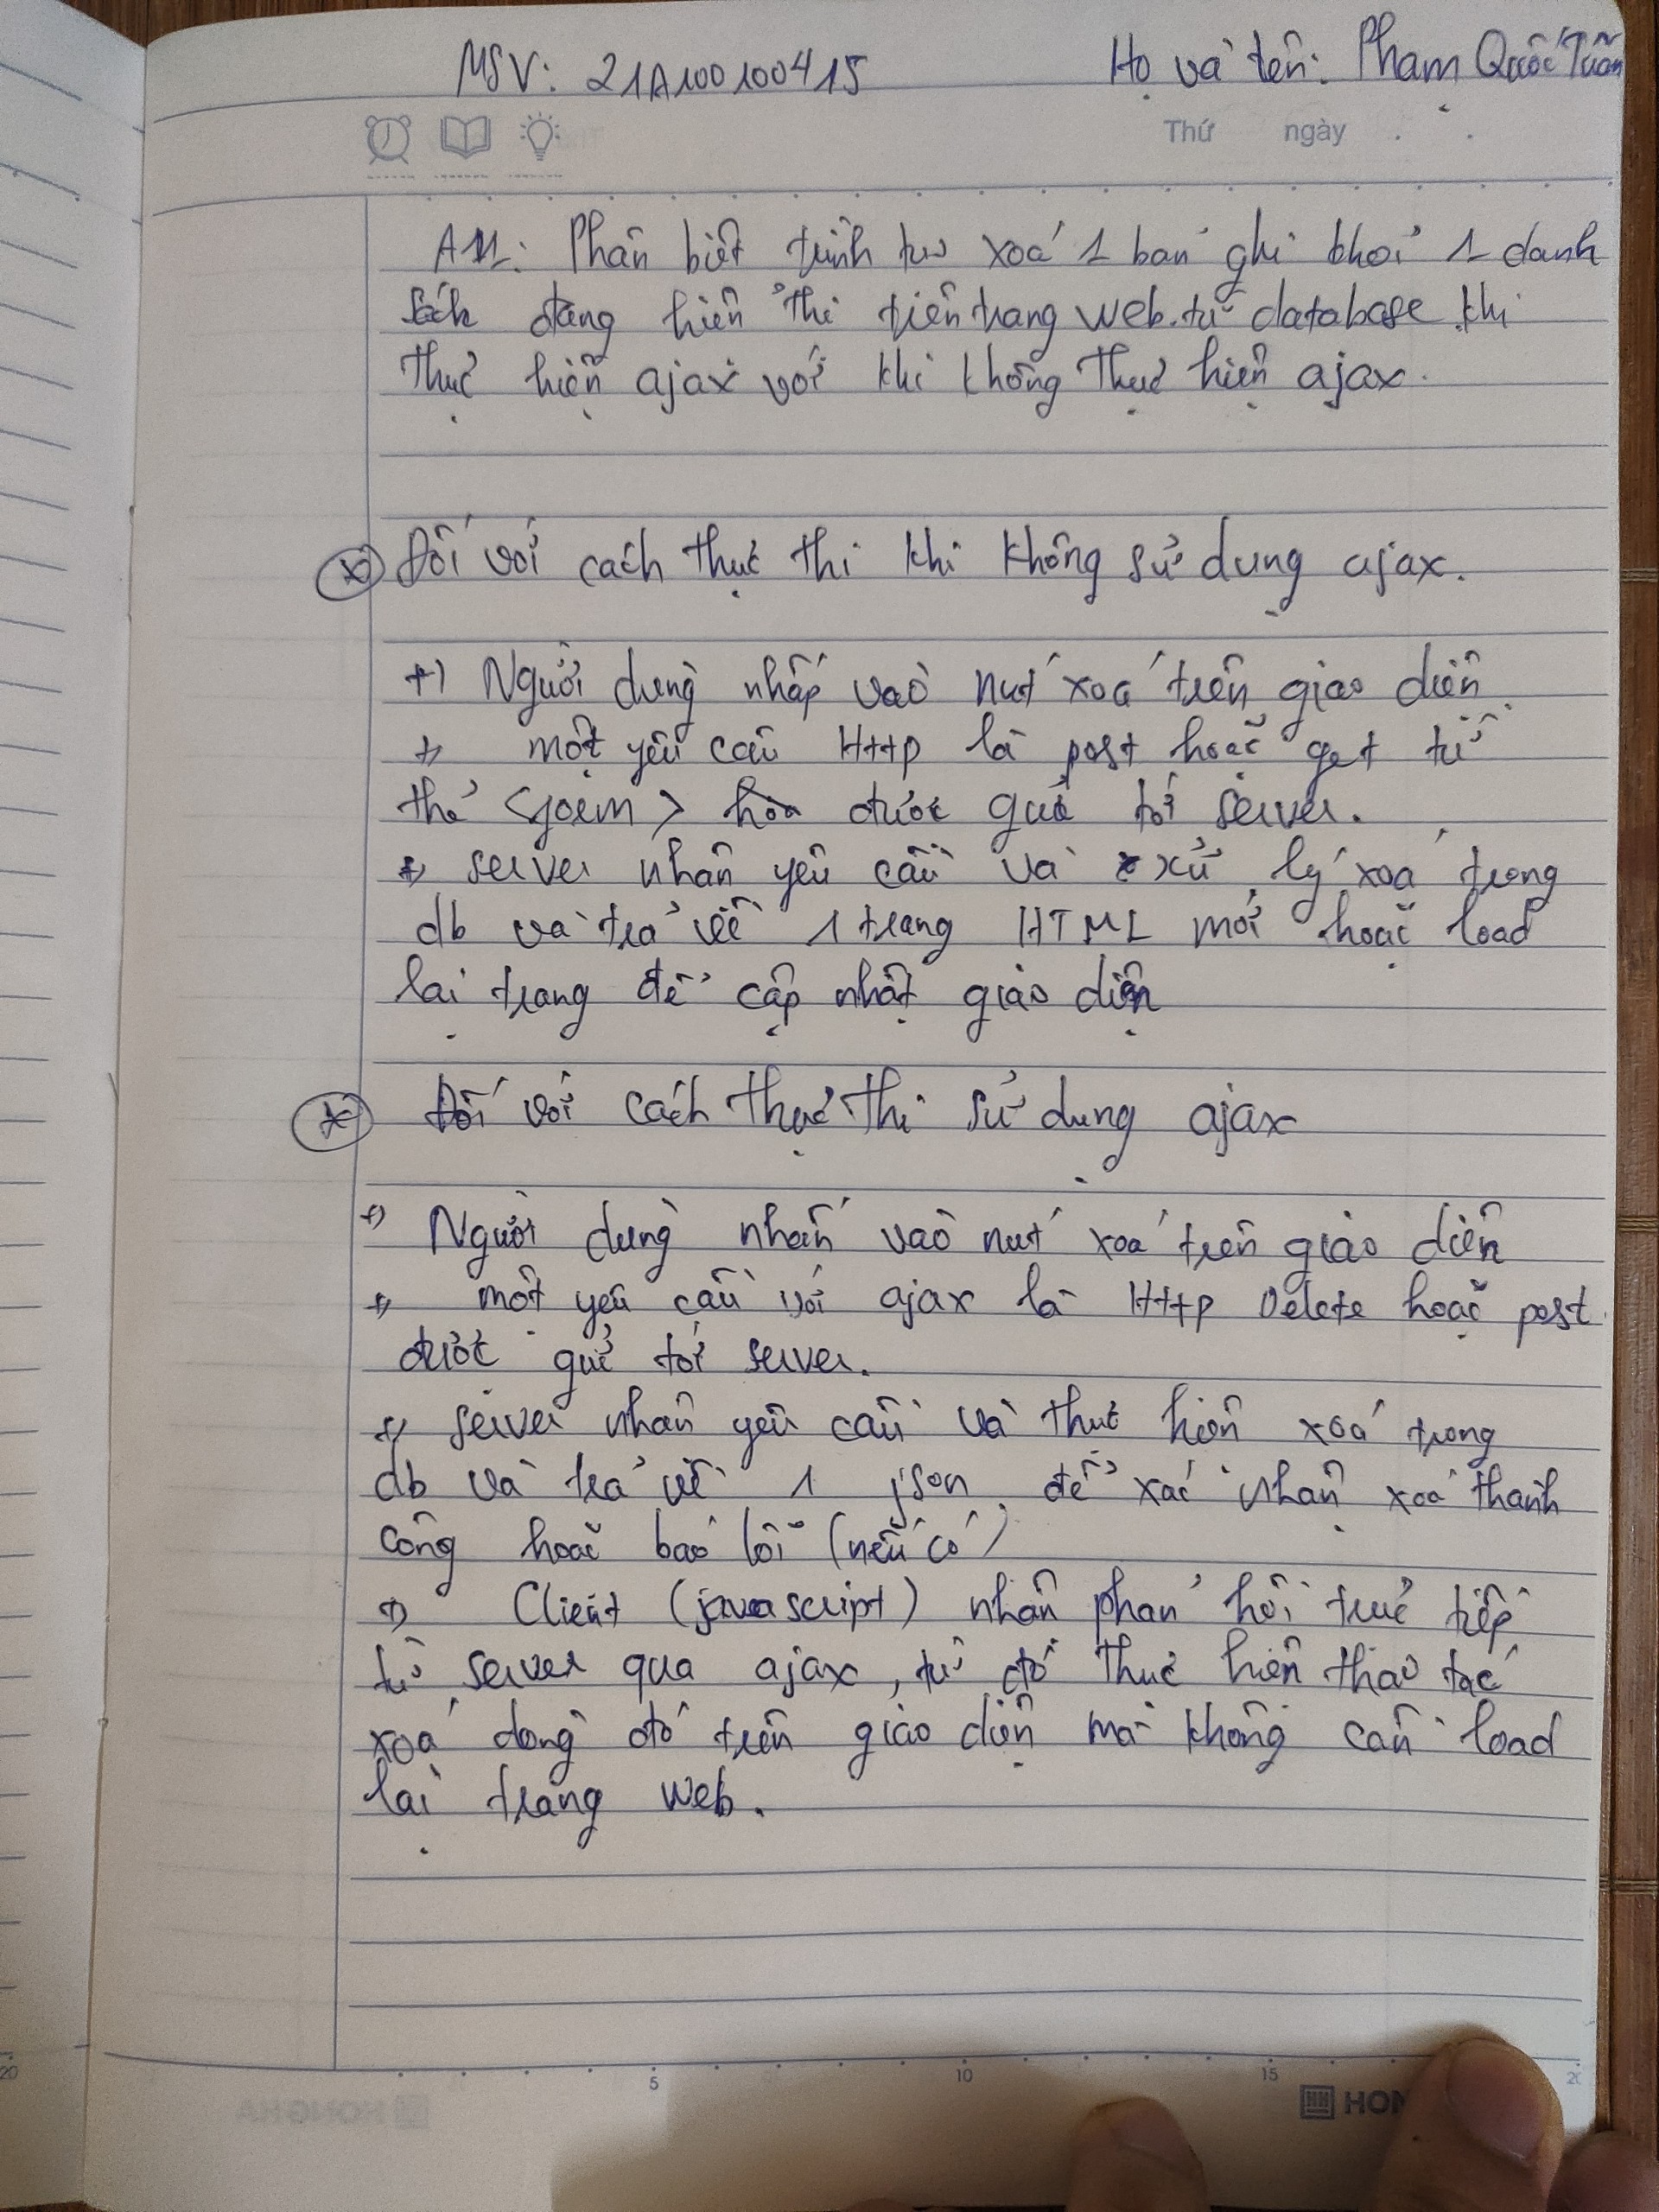 MSV: 21A100100415 Họ và tên: Phạm Quốc Tuấn
Thứ ngày
Phân biệt trình tự xoá 1 bản ghi khỏi 1 danh
sách đang hiển thị trên trang web từ database khi
thực hiện ajax với khi không thực hiện ajax.
Đối với cách thực thi khi không sử dụng ajax.
+) Người dùng nhấp vào nút xoá trên giao diện.
+) một yêu cầu Http là post hoặc get từ
thẻ <form> được gửi tới server.
+) server nhận yêu cầu và xử lý xoá trong
db và trả về 1 trang HTML mới hoặc load
lại trang để cập nhật giao diện
Đối với cách thực thi sử dụng ajax
+) Người dùng nhấn vào nút xoá trên giao diện
+) một yêu cầu với ajax là Http Delete hoặc post
được gửi tới server.
+) server nhận yêu cầu và thực hiện xoá trong
db và trả về 1 json để xác nhận xoá thành
công hoặc báo lỗi (nếu có)
+) Client (javascript) nhận phản hồi trực tiếp
từ server qua ajax, từ đó thực hiện thao tác
xoá dòng đó trên giao diện mà không cần load
lại trang web.
5 10 15 20